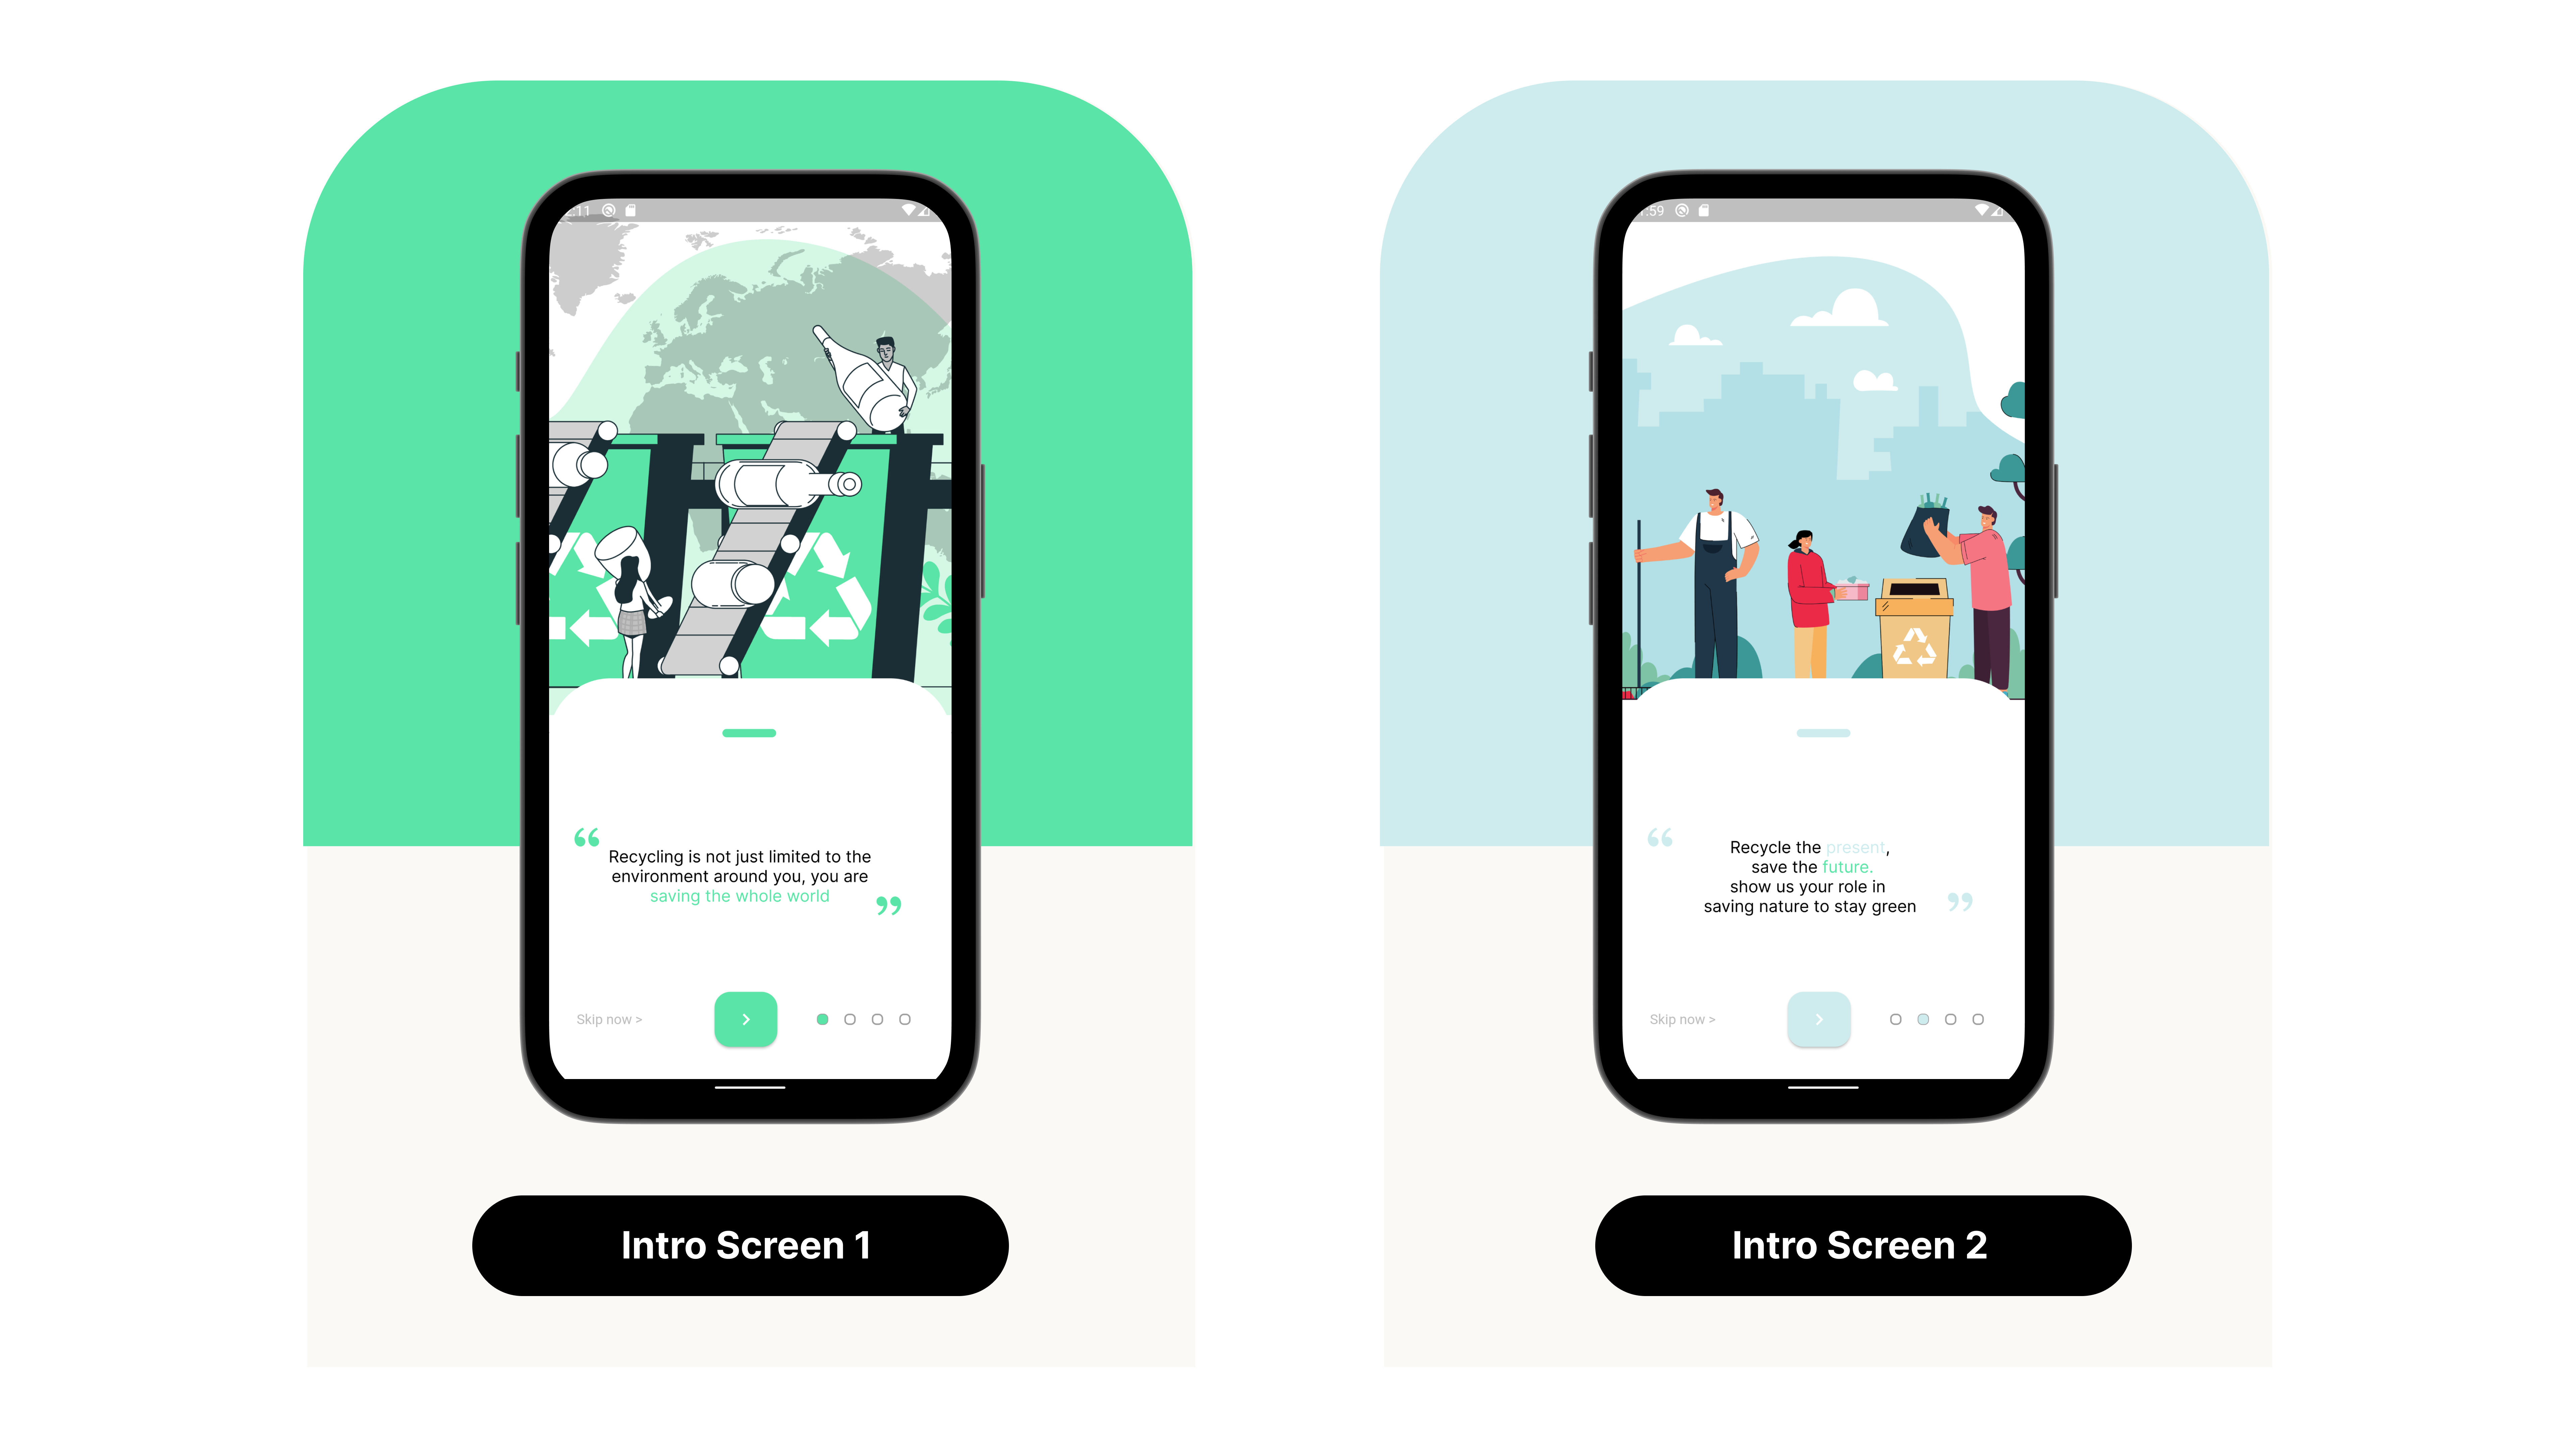 :11
Recycling is not just limited to the
environment around you, you are
saving the whole world
Skip now >
Intro Screen 1
:59
Recycle the present,
save the future.
show us your role in
saving nature to stay green
Skip now >
Intro Screen 2